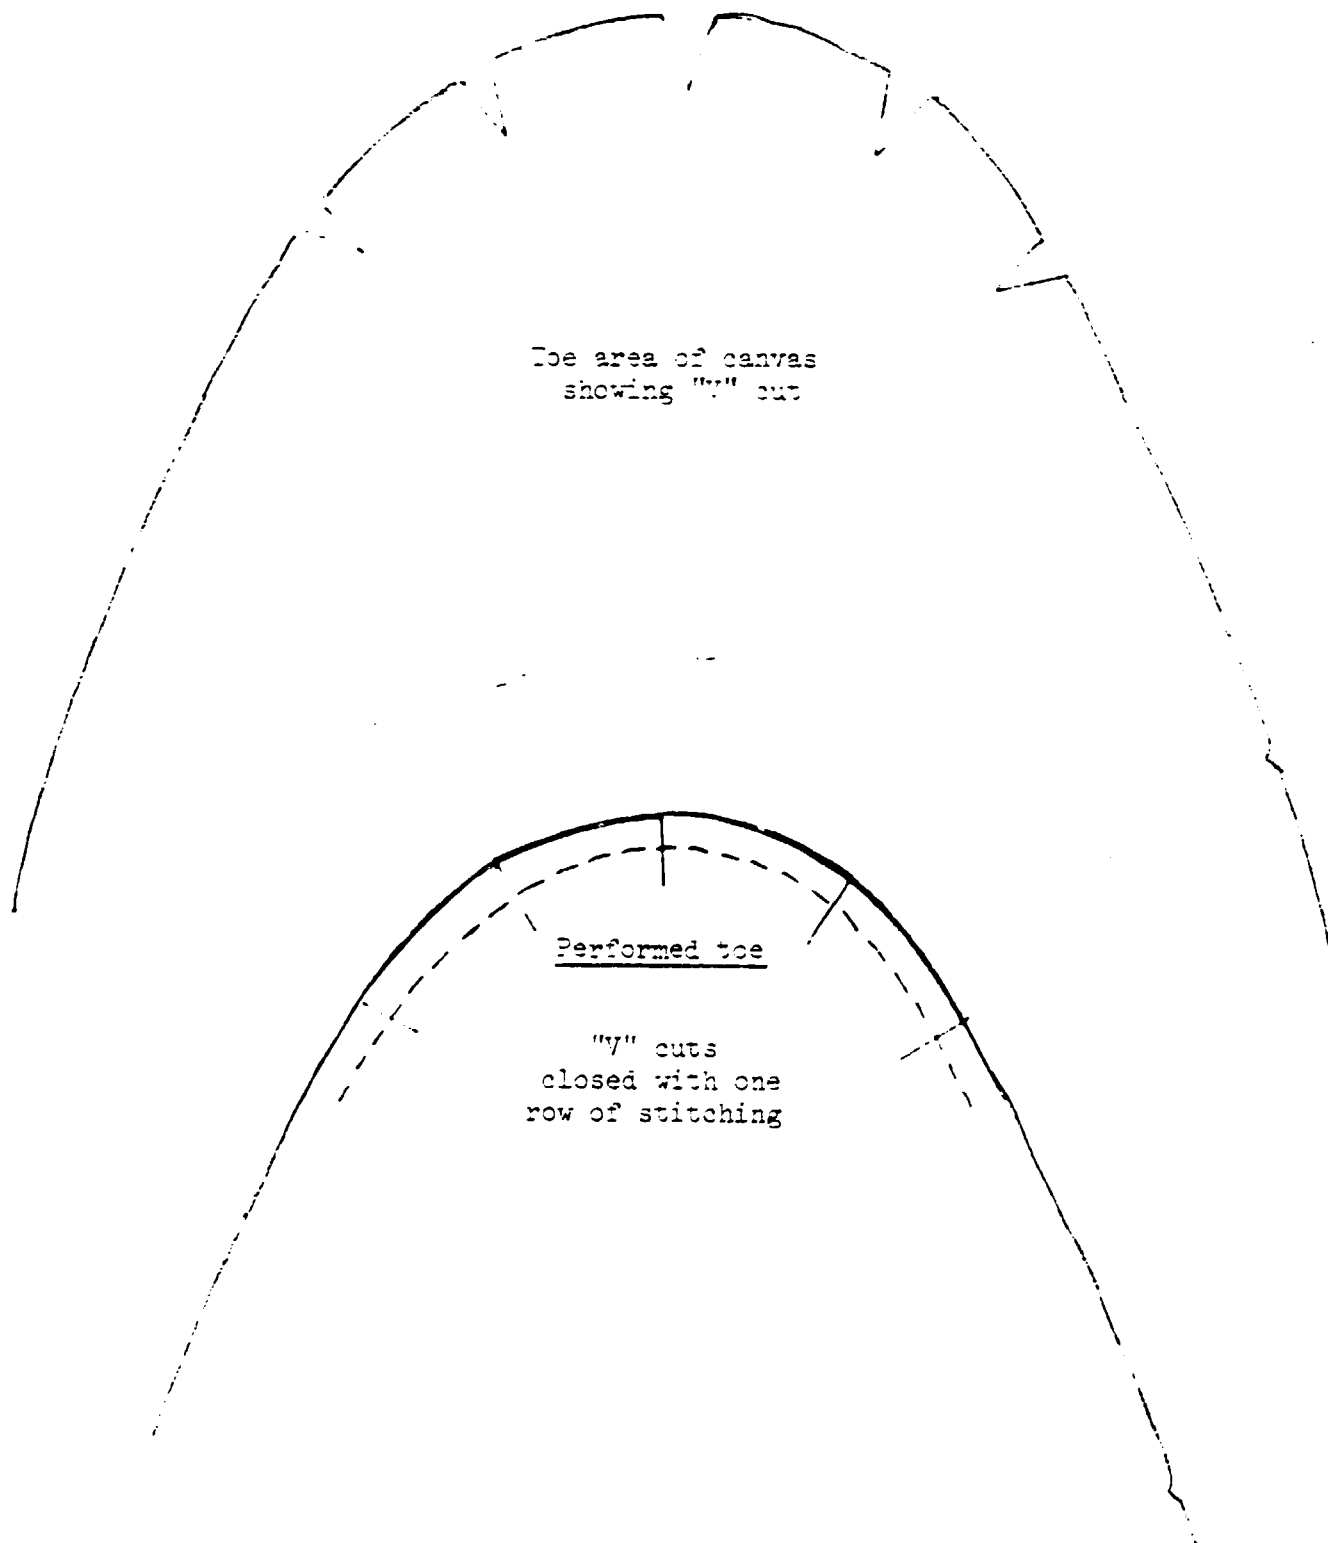 Toe area of canvas
showing "V" cut
Performed toe
"V" cuts
closed with one
row of stitching